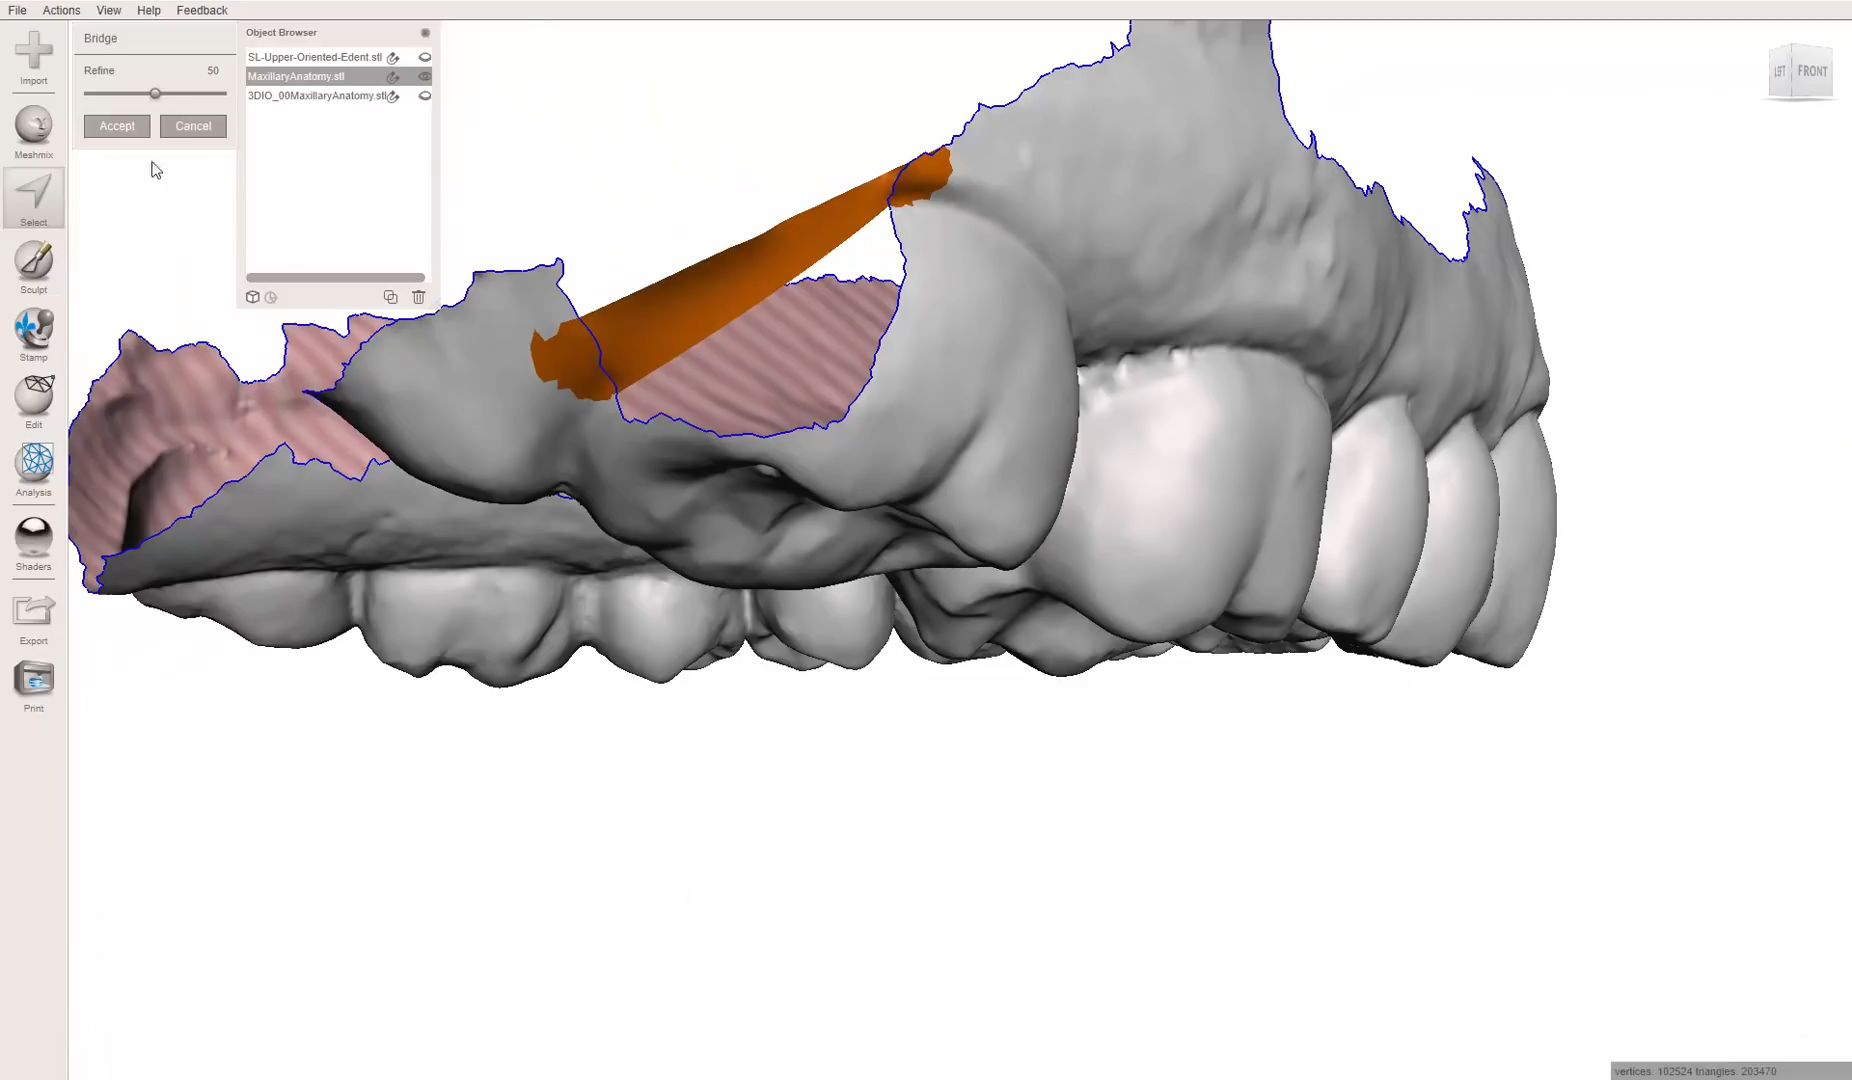 File Actions View Help Feedback
Bridge
Refine 50
Accept Cancel
Object Browser
SL-Upper-Oriented-Edent.stl
MaxillaryAnatomy.stl
3DIO_00MaxillaryAnatomy.stl
Import
Meshmix
Select
Sculpt
Stamp
Edit
Analysis
Shaders
Export
Print
LEFT FRONT
vertices: 102524 triangles: 203470